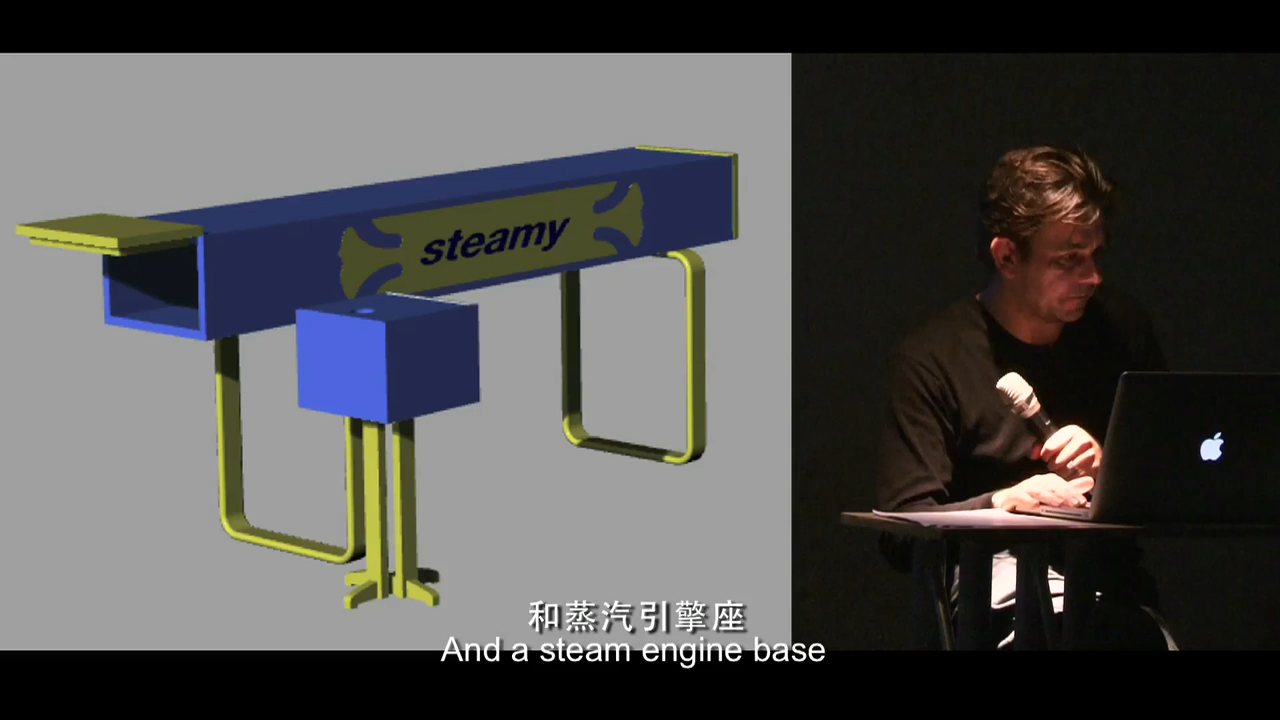 steamy
和蒸汽引擎座
And a steam engine base